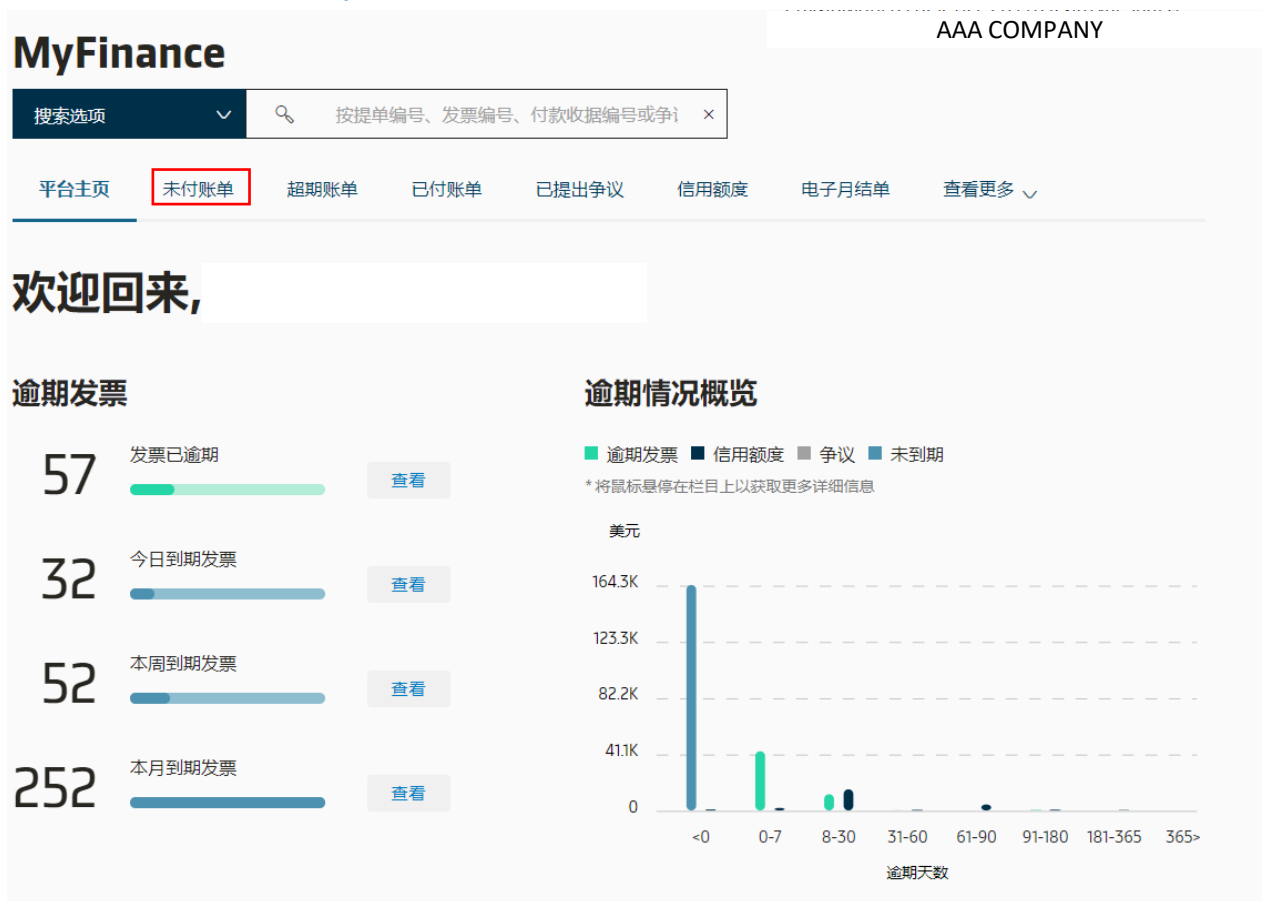 AAA COMPANY
MyFinance
搜索选项
按提单编号、发票编号、付款收据编号或
×
平台主页 未付账单 超期账单 已付账单 已提出争议 信用额度 电子月结单 查看更多
欢迎回来,
逾期发票
57
发票已逾期
查看
32
今日到期发票
查看
52
本周到期发票
查看
252
本月到期发票
查看
逾期情况概览
逾期发票 信用额度 争议 未到期
* 将鼠标悬停在栏目上以获取更多详细信息
美元
164.3K
123.3K
82.2K
41.1K
0
<0 0-7 8-30 31-60 61-90 91-180 181-365 365>
逾期天数